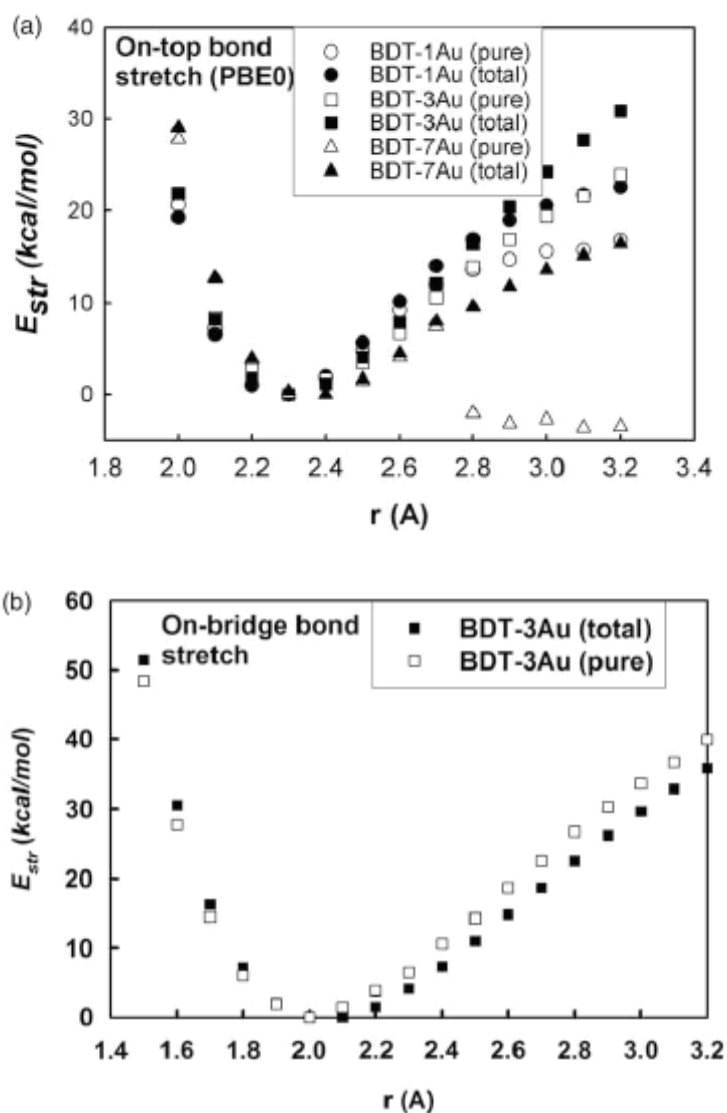 (a)
On-top bond
stretch (PBE0)
BDT-1Au (pure)
BDT-1Au (total)
BDT-3Au (pure)
BDT-3Au (total)
BDT-7Au (pure)
BDT-7Au (total)
40
30
20
10
0
E_str (kcal/mol)
1.8 2.0 2.2 2.4 2.6 2.8 3.0 3.2 3.4
r (A)
(b)
On-bridge bond
stretch
BDT-3Au (total)
BDT-3Au (pure)
60
50
40
30
20
10
0
E_str (kcal/mol)
1.4 1.6 1.8 2.0 2.2 2.4 2.6 2.8 3.0 3.2
r (A)